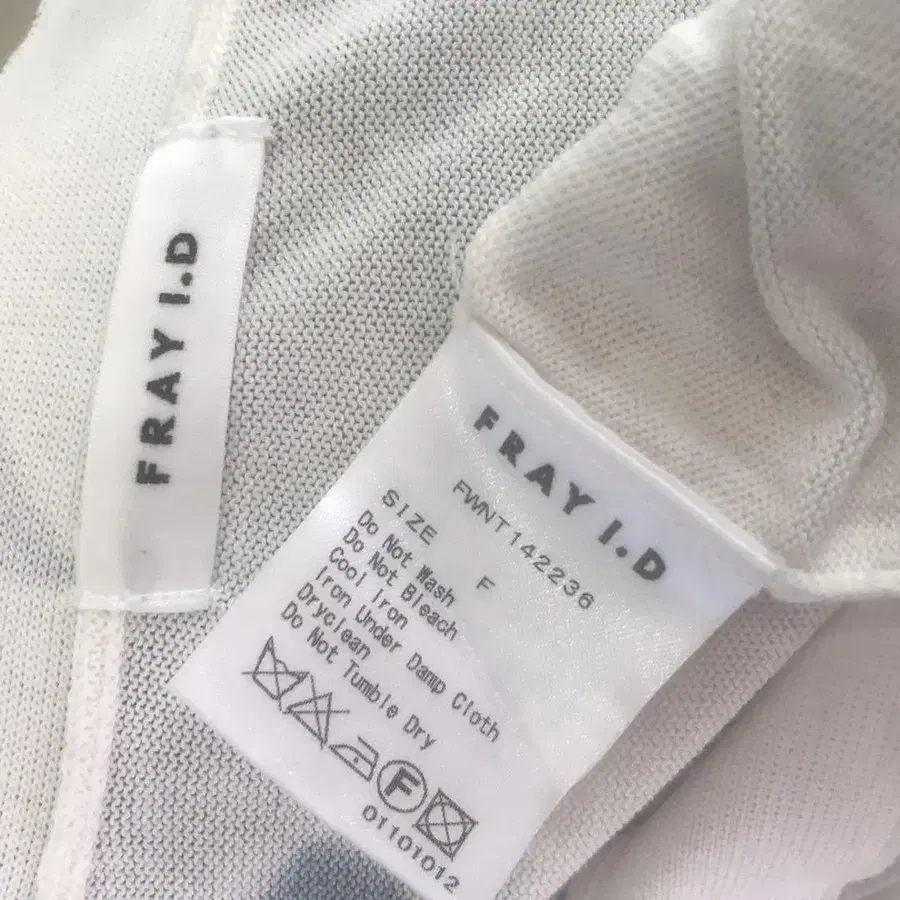 FRAY I.D
FRAY I.D
FWNT142236
SIZE F
Do Not Wash
Do Not Bleach
Cool Iron
Iron Under Damp Cloth
Dryclean
Do Not Tumble Dry
F
01101012